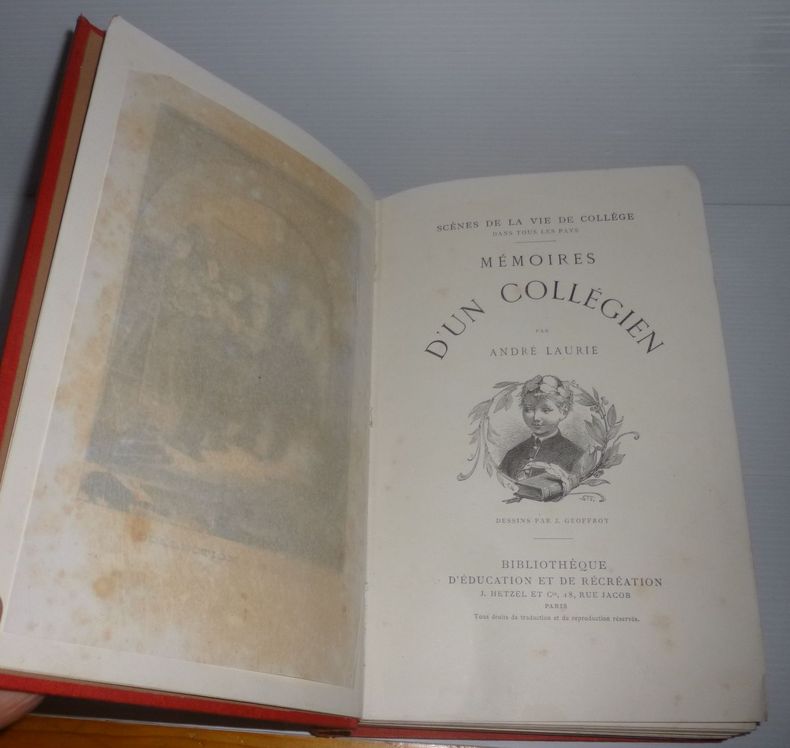 SCÈNES DE LA VIE DE COLLÈGE
DANS TOUS LES PAYS
MÉMOIRES
D'UN COLLÉGIEN
PAR
ANDRÉ LAURIE
DESSINS PAR J. GEOFFROY
BIBLIOTHÈQUE
D'ÉDUCATION ET DE RÉCRÉATION
J. HETZEL ET Cie, 18, RUE JACOB
PARIS
Tous droits de traduction et de reproduction réservés.